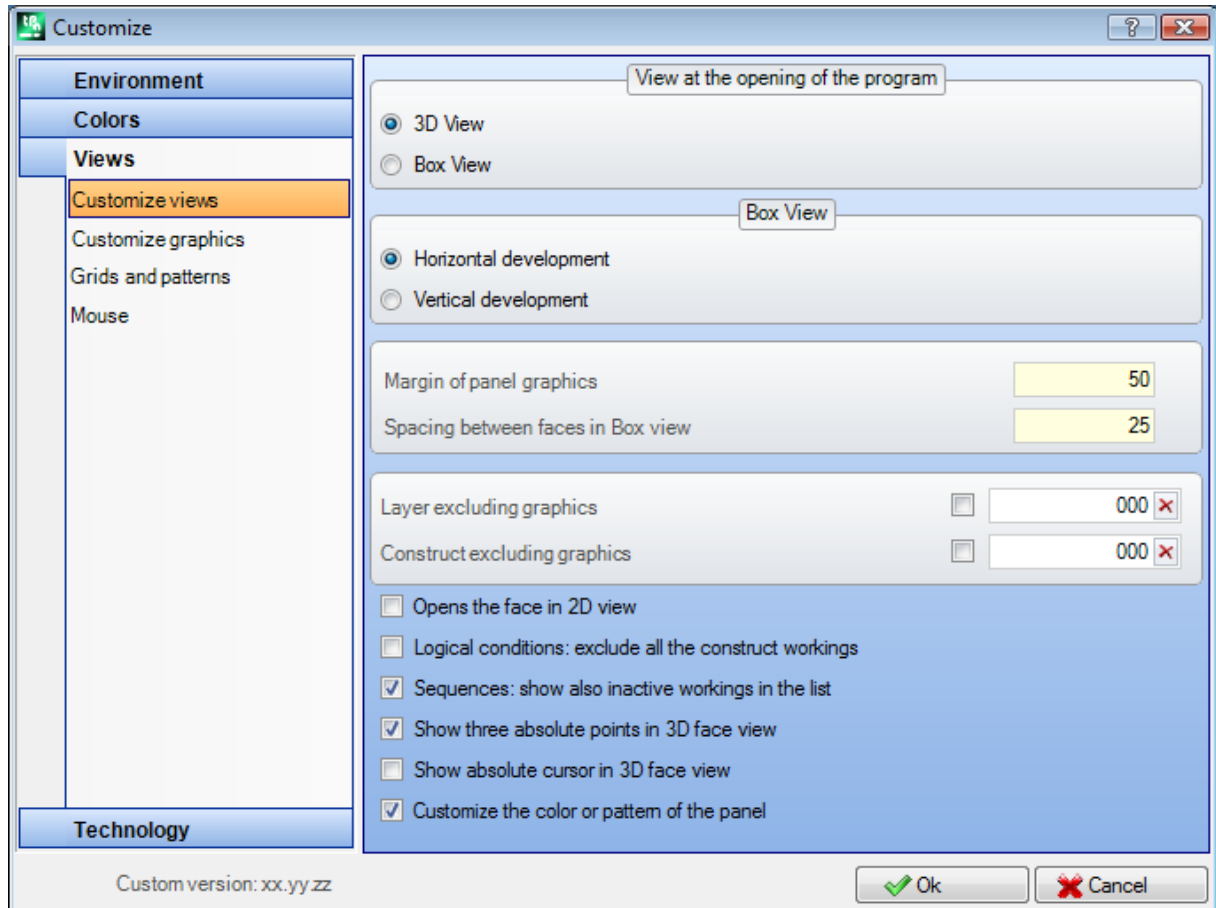 Customize
Environment
Colors
Views
Customize views
Customize graphics
Grids and patterns
Mouse
Technology
View at the opening of the program
3D View
Box View
Box View
Horizontal development
Vertical development
Margin of panel graphics 50
Spacing between faces in Box view 25
Layer excluding graphics 000
Construct excluding graphics 000
Opens the face in 2D view
Logical conditions: exclude all the construct workings
Sequences: show also inactive workings in the list
Show three absolute points in 3D face view
Show absolute cursor in 3D face view
Customize the color or pattern of the panel
Custom version: xx.yy.zz
Ok
Cancel